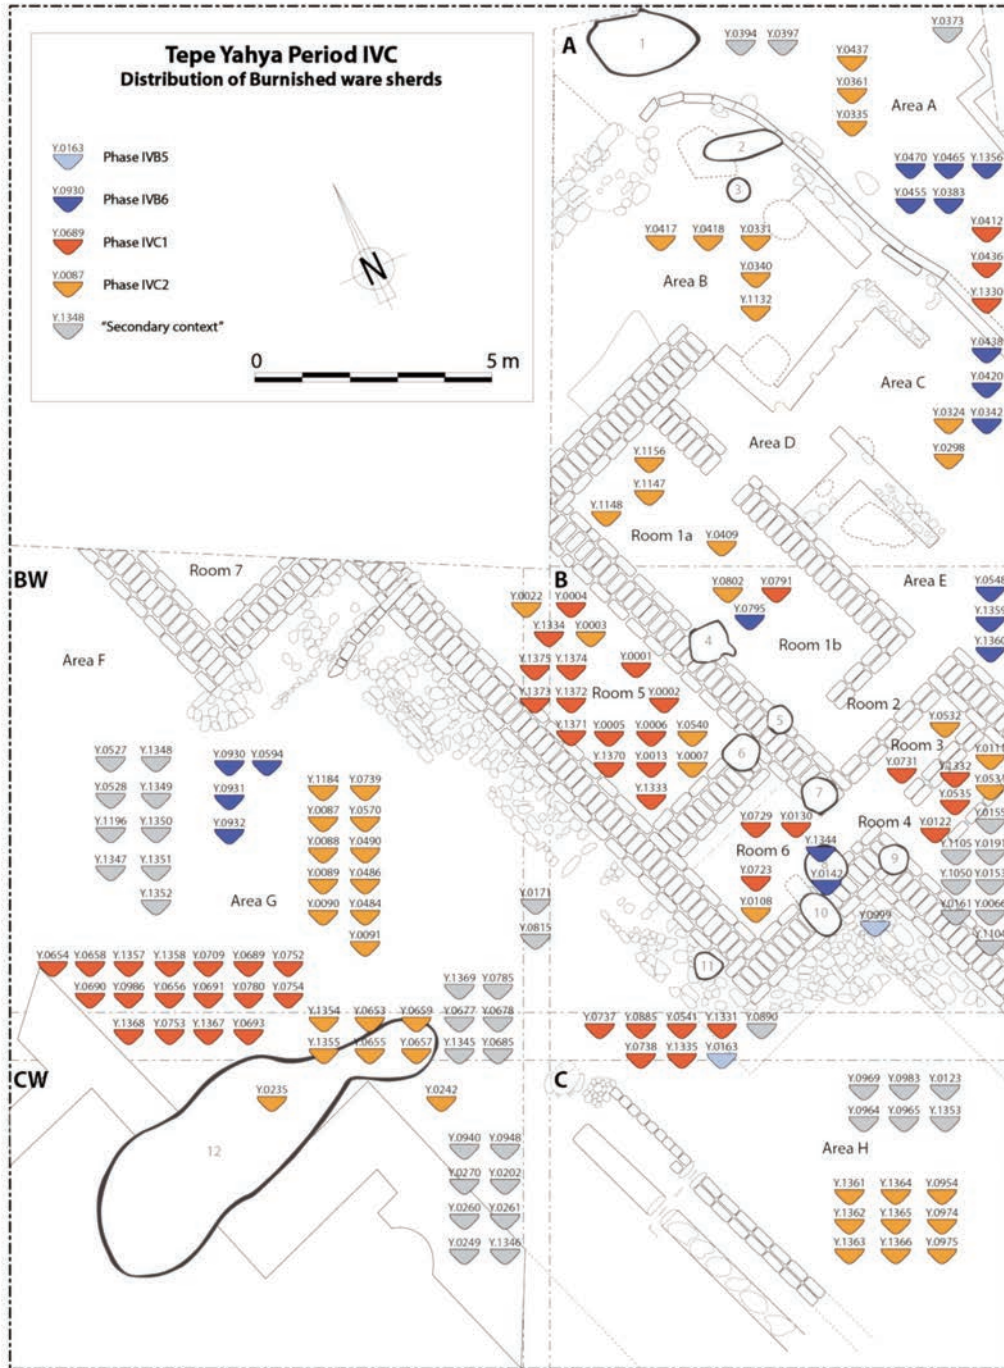 Tepe Yahya Period IVC
Distribution of Burnished ware sherds
Y.0163 Phase IVB5
Y.0930 Phase IVB6
Y.0689 Phase IVC1
Y.0087 Phase IVC2
Y.1348 "Secondary context"
N
0 5 m
A
1
Y.0394 Y.0397
Y.0373
Y.0437
Y.0361
Area A
Y.0335
2
3
Y.0470 Y.0465 Y.1356
Y.0455 Y.0383
Y.0412
Y.0436
Y.1330
Y.0417 Y.0418 Y.0331
Area B
Y.0340
Y.1132
Y.0438
Area C
Y.0420
Y.0324 Y.0342
Y.0298
Area D
Y.1156
Y.1147
Y.1148
Room 1a
Y.0409
BW
Room 7
Area F
B
Area E
Y.0548
Y.1359
Y.1360
Y.0022 Y.0004
Y.0802 Y.0791
Y.0795
Y.1334 Y.0003
4
Room 1b
Y.1375 Y.1374
Y.0001
Y.1373 Y.1372
Room 5
Y.0002
Room 2
Y.1371 Y.0005 Y.0006 Y.0540
5
6
Y.0532
Room 3
Y.1370 Y.0013 Y.0007
Y.0731 Y.1332
Y.1333
7
Y.0535
Y.0729 Y.0130
Room 4
Y.0122
Y.1344
Room 6
8
9
Y.1105 Y.0191
Y.0723
Y.0142
Y.1050 Y.0153
Y.0108
10
Y.0999
Y.0161 Y.0066
Y.1104
11
Y.0527 Y.1348
Y.0930 Y.0594
Y.0528 Y.1349
Y.0931
Y.1196 Y.1350
Y.0932
Y.1347 Y.1351
Y.1352
Y.1184 Y.0739
Y.0087 Y.0570
Y.0088 Y.0490
Y.0089 Y.0486
Y.0090 Y.0484
Y.0091
Area G
Y.0171
Y.0815
Y.0654 Y.0658 Y.1357 Y.1358 Y.0709 Y.0689 Y.0752
Y.0690 Y.0986 Y.0656 Y.0691 Y.0780 Y.0754
Y.1368 Y.0753 Y.1367 Y.0693
Y.1354 Y.0653 Y.0659
Y.1355 Y.0655 Y.0657
Y.1369 Y.0785
Y.0677 Y.0678
Y.1345 Y.0685
Y.0737 Y.0885 Y.0541 Y.1331 Y.0890
Y.0738 Y.1335 Y.0163
CW
Y.0235
Y.0242
12
Y.0940 Y.0948
Y.0270 Y.0202
Y.0260 Y.0261
Y.0249 Y.1346
C
Y.0969 Y.0983 Y.0123
Y.0964 Y.0965 Y.1353
Area H
Y.1361 Y.1364 Y.0954
Y.1362 Y.1365 Y.0974
Y.1363 Y.1366 Y.0975